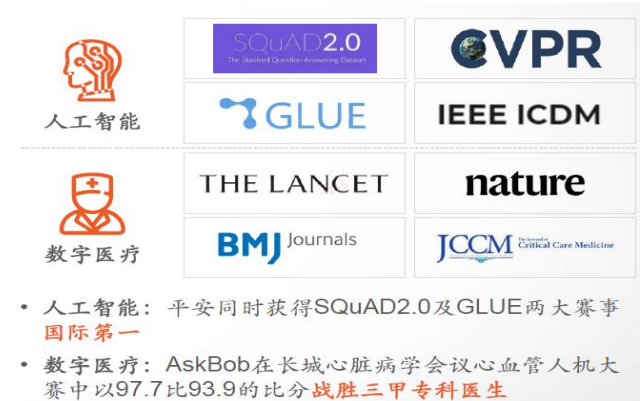 SQuAD2.0
The Stanford Question Answering Dataset
CVPR
人工智能
GLUE
IEEE ICDM
THE LANCET
nature
数字医疗
BMJ Journals
JCCM The Journal of Critical Care Medicine
• 人工智能：平安同时获得SQuAD2.0及GLUE两大赛事
国际第一
• 数字医疗：AskBob在长城心脏病学会议心血管人机大
赛中以97.7比93.9的比分战胜三甲专科医生